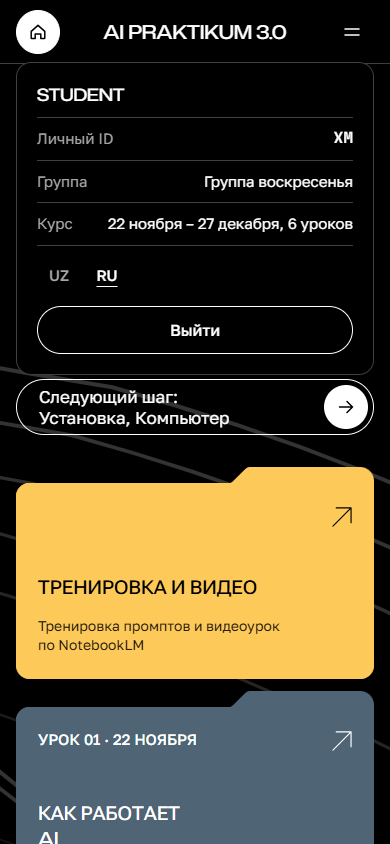 AI PRAKTIKUM 3.0
STUDENT
Личный ID XM
Группа Группа воскресенья
Курс 22 ноября – 27 декабря, 6 уроков
UZ RU
Выйти
Следующий шаг:
Установка, Компьютер
ТРЕНИРОВКА И ВИДЕО
Тренировка промптов и видеоурок
по NotebookLM
УРОК 01 · 22 НОЯБРЯ
КАК РАБОТАЕТ
AI